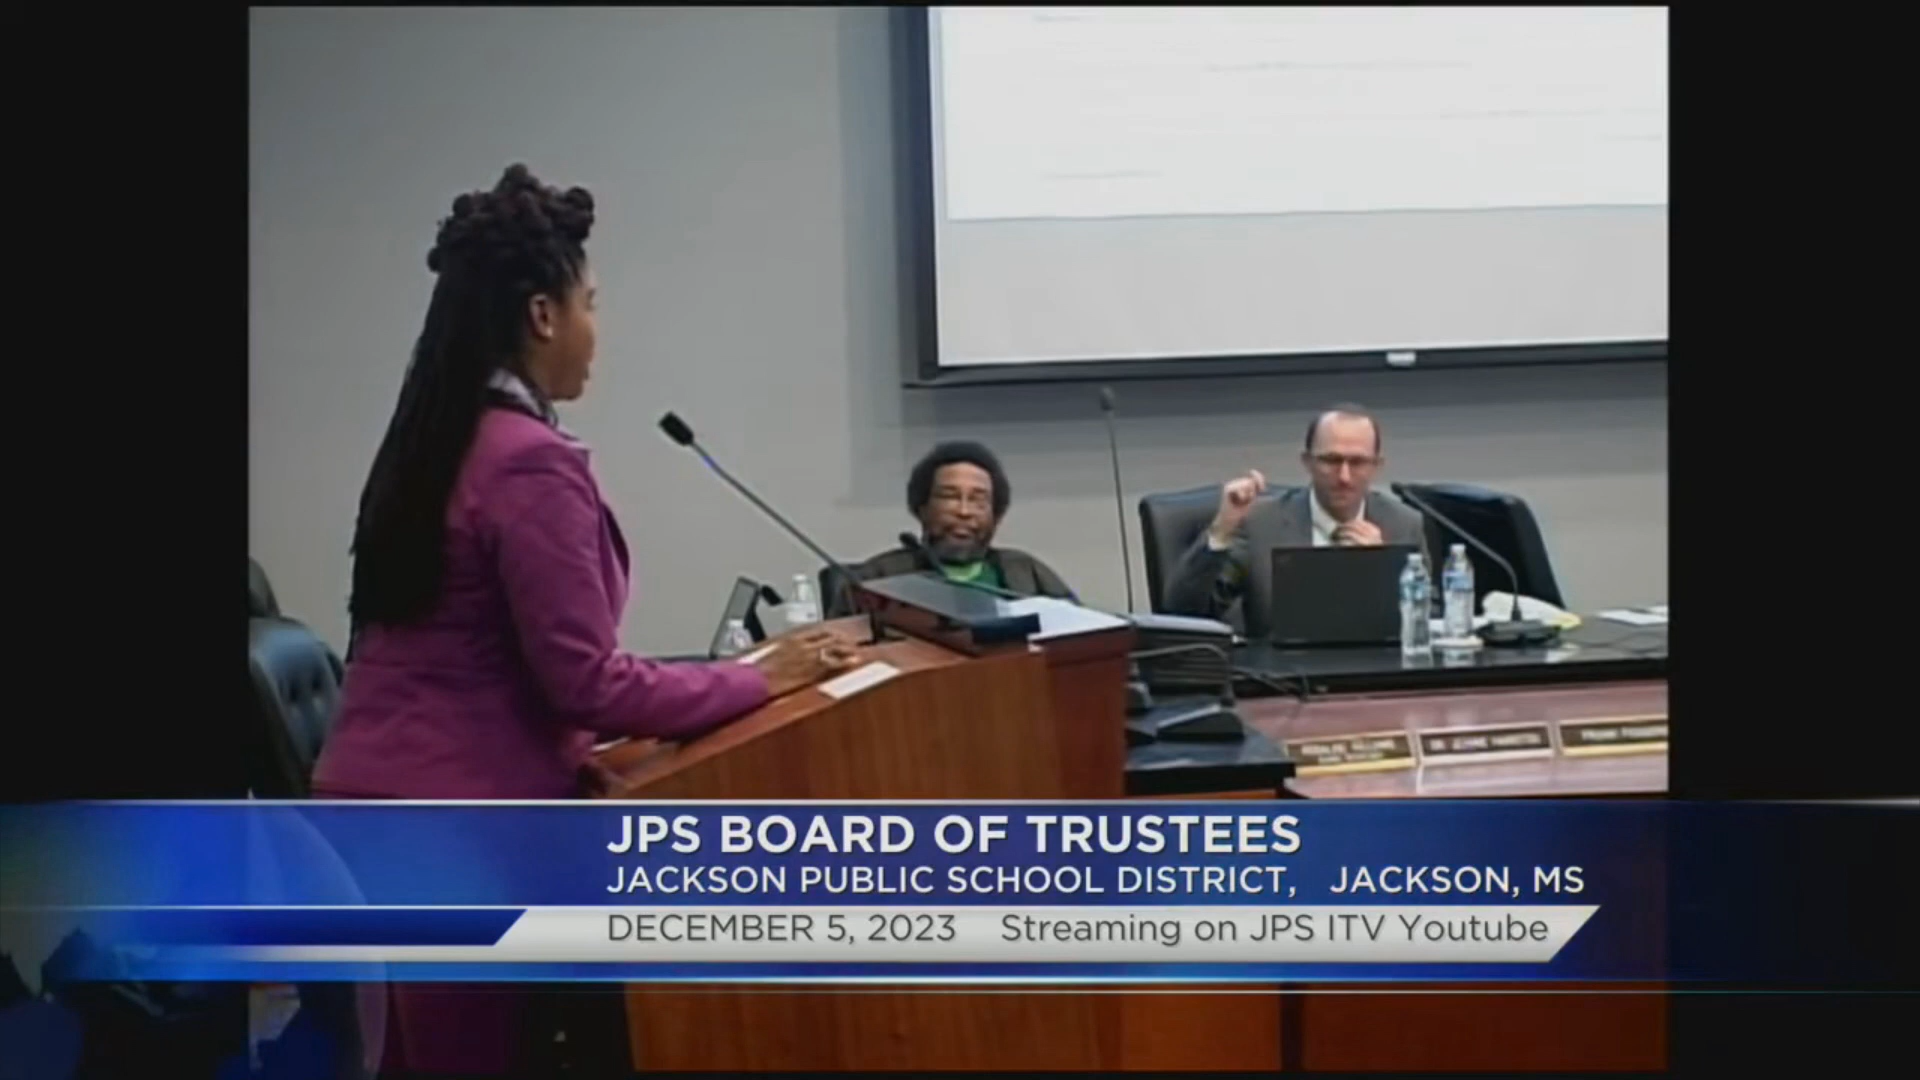 JPS BOARD OF TRUSTEES
JACKSON PUBLIC SCHOOL DISTRICT, JACKSON, MS
DECEMBER 5, 2023 Streaming on JPS ITV Youtube